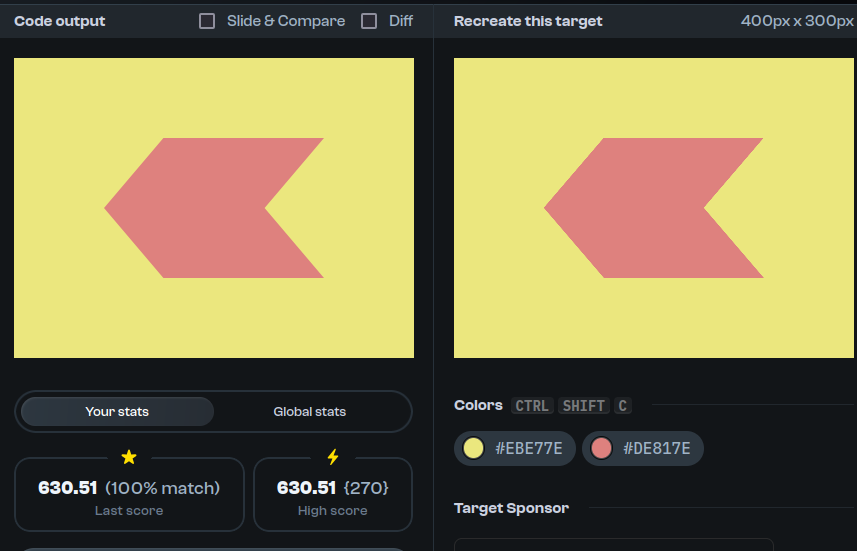 Code output
Slide & Compare
Diff
Recreate this target
400px x 300px
Your stats
Global stats
Colors CTRL SHIFT C
#EBE77E
#DE817E
630.51 (100% match)
Last score
630.51 {270}
High score
Target Sponsor